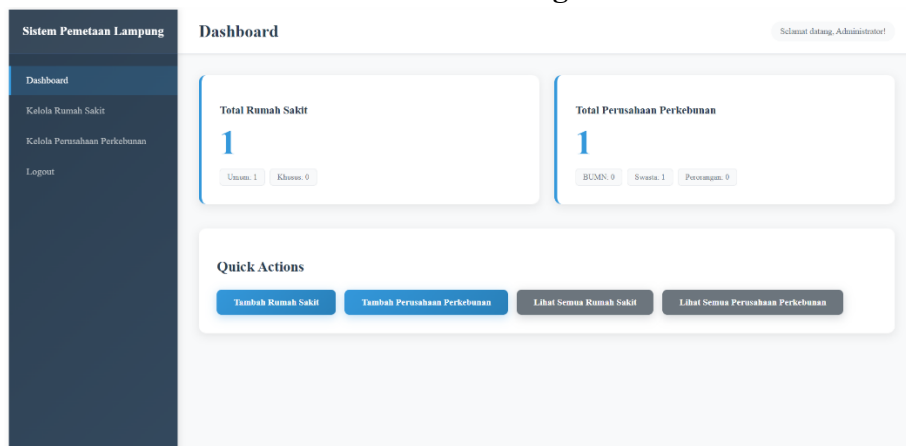 Sistem Pemetaan Lampung
Dashboard
Kelola Rumah Sakit
Kelola Perusahaan Perkebunan
Logout
Dashboard
Selamat datang, Administrator!
Total Rumah Sakit
1
Umum: 1 Khusus: 0
Total Perusahaan Perkebunan
1
BUMN: 0 Swasta: 1 Perorangan: 0
Quick Actions
Tambah Rumah Sakit Tambah Perusahaan Perkebunan Lihat Semua Rumah Sakit Lihat Semua Perusahaan Perkebunan